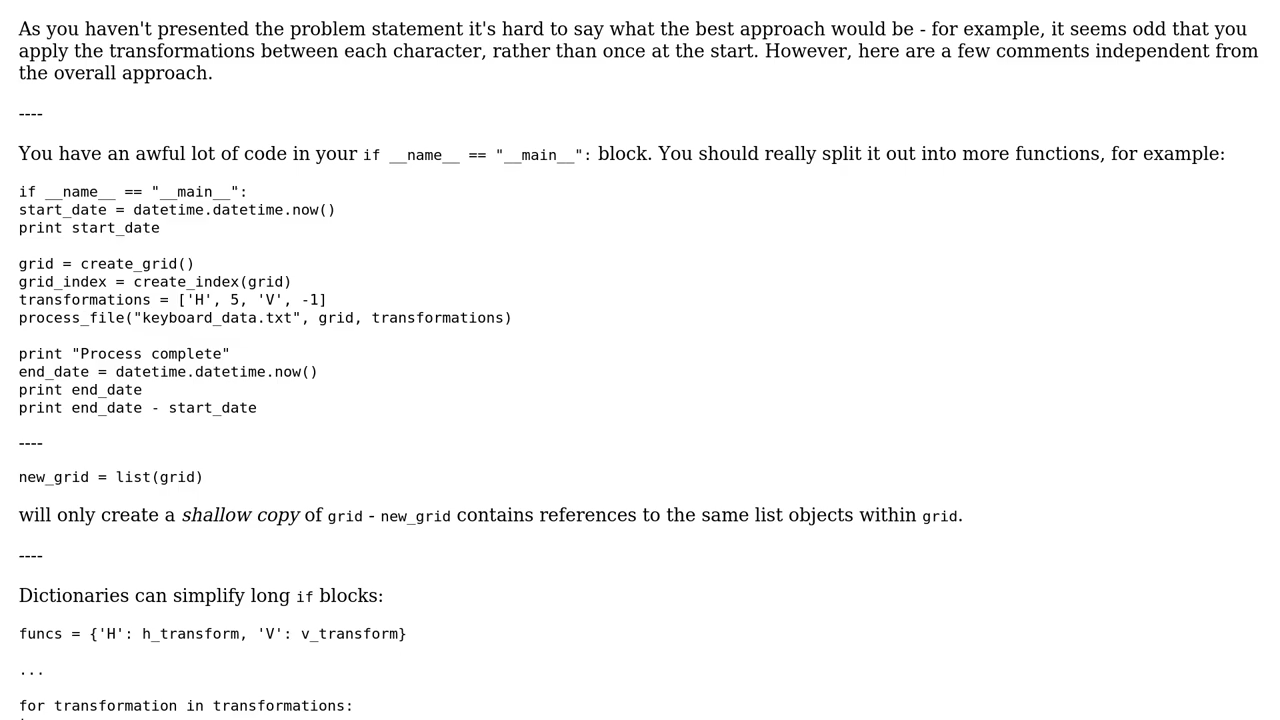 As you haven't presented the problem statement it's hard to say what the best approach would be - for example, it seems odd that you
apply the transformations between each character, rather than once at the start. However, here are a few comments independent from
the overall approach.
----
You have an awful lot of code in your if __name__ == "__main__": block. You should really split it out into more functions, for example:
if __name__ == "__main__":
start_date = datetime.datetime.now()
print start_date
grid = create_grid()
grid_index = create_index(grid)
transformations = ['H', 5, 'V', -1]
process_file("keyboard_data.txt", grid, transformations)
print "Process complete"
end_date = datetime.datetime.now()
print end_date
print end_date - start_date
----
new_grid = list(grid)
will only create a shallow copy of grid - new_grid contains references to the same list objects within grid.
----
Dictionaries can simplify long if blocks:
funcs = {'H': h_transform, 'V': v_transform}
...
for transformation in transformations: